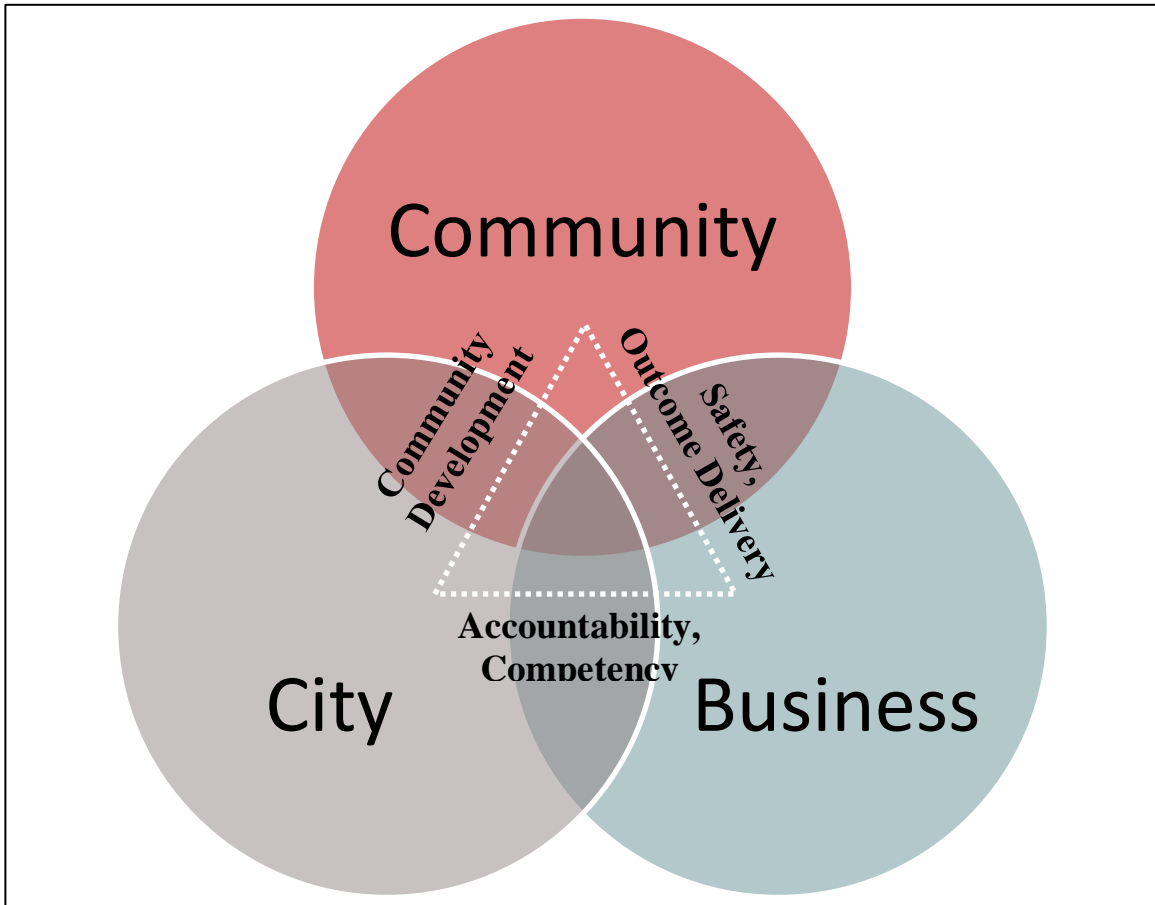 Community
Community
Development
Safety,
Outcome Delivery
Accountability,
Competency
City
Business